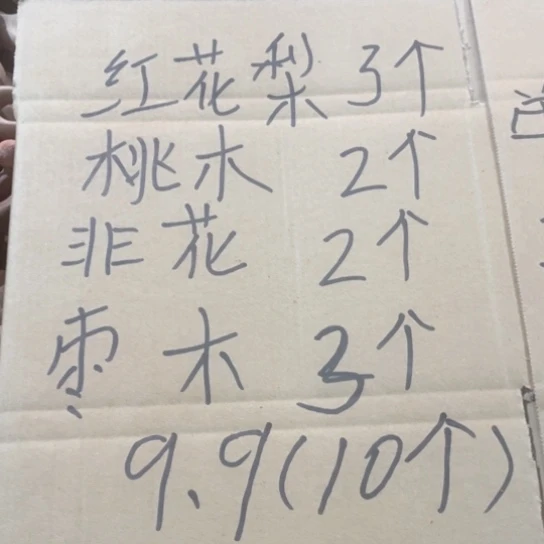 红花梨 3个
桃木 2个
非花 2个
枣木 3个
9.9(10个)